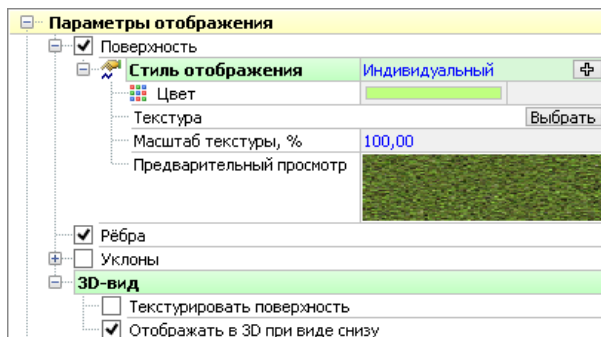 Параметры отображения
Поверхность
Стиль отображения Индивидуальный
Цвет
Текстура Выбрать
Масштаб текстуры, % 100,00
Предварительный просмотр
Рёбра
Уклоны
3D-вид
Текстурировать поверхность
Отображать в 3D при виде снизу